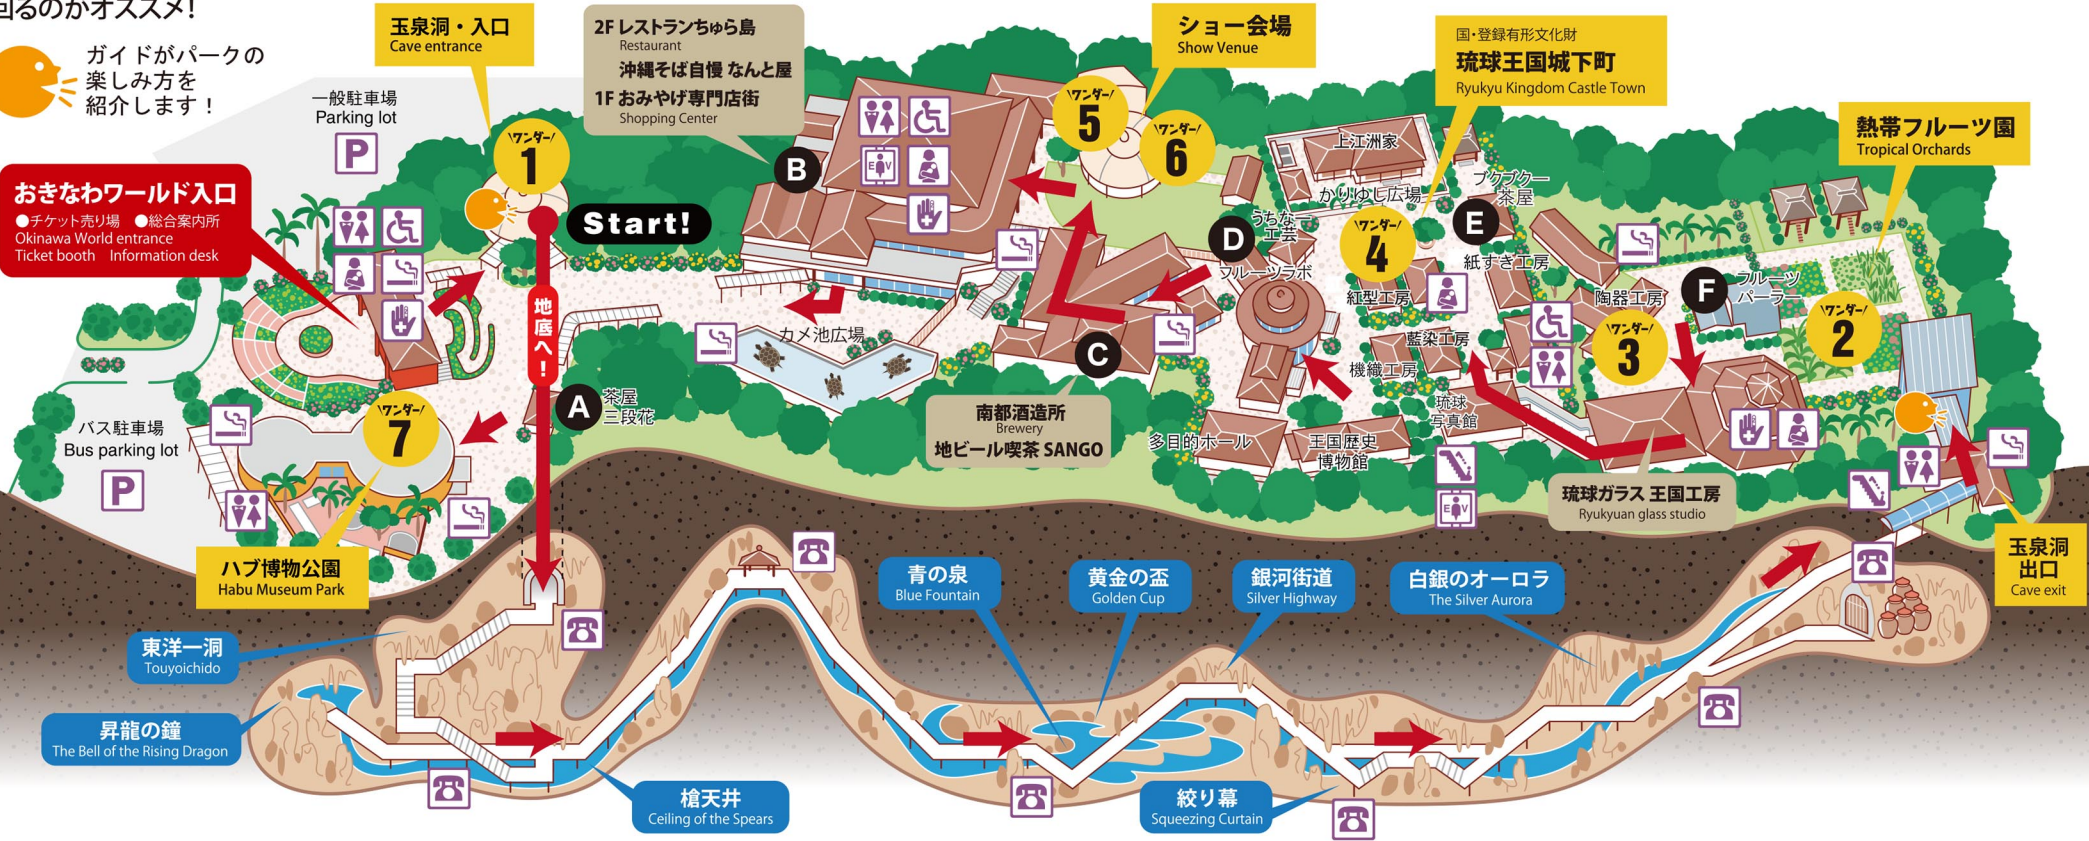 回るのがオススメ!
ガイドがパークの
楽しみ方を
紹介します!
玉泉洞・入口
Cave entrance
一般駐車場
Parking lot
P
おきなわワールド入口
●チケット売り場 ●総合案内所
Okinawa World entrance
Ticket booth Information desk
\ワンダー/
1
Start!
地底へ!
2F レストランちゅら島
Restaurant
沖縄そば自慢 なんと屋
1F おみやげ専門店街
Shopping Center
B
EV
ショー会場
Show Venue
\ワンダー/
5
\ワンダー/
6
国・登録有形文化財
琉球王国城下町
Ryukyu Kingdom Castle Town
熱帯フルーツ園
Tropical Orchards
上江洲家
かりゆし広場
ブクブクー
茶屋
E
うちなー
工芸
D
フルーツラボ
\ワンダー/
4
紅型工房
紙すき工房
藍染工房
機織工房
陶器工房
F
フルーツ
パーラー
\ワンダー/
2
\ワンダー/
3
琉球
写真館
カメ池広場
C
南都酒造所
Brewery
地ビール喫茶 SANGO
多目的ホール
王国歴史
博物館
EV
琉球ガラス 王国工房
Ryukyuan glass studio
A
茶屋
三段花
\ワンダー/
7
バス駐車場
Bus parking lot
P
ハブ博物公園
Habu Museum Park
玉泉洞
出口
Cave exit
東洋一洞
Touyoichido
昇龍の鐘
The Bell of the Rising Dragon
槍天井
Ceiling of the Spears
青の泉
Blue Fountain
黄金の盃
Golden Cup
銀河街道
Silver Highway
白銀のオーロラ
The Silver Aurora
絞り幕
Squeezing Curtain